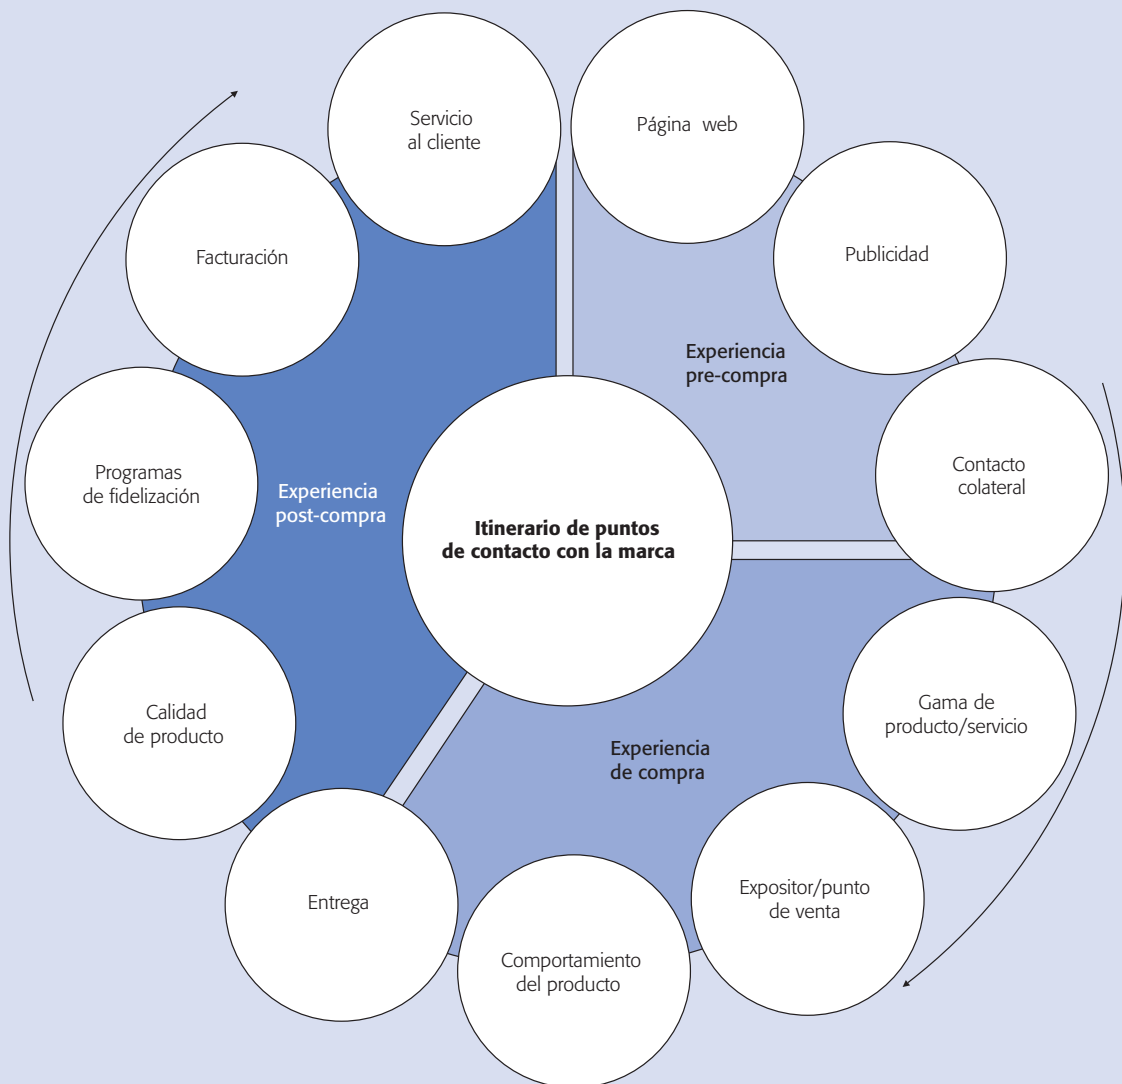 Servicio
al cliente
Página web
Publicidad
Facturación
Experiencia
pre-compra
Contacto
colateral
Programas
de fidelización
Experiencia
post-compra
Itinerario de puntos
de contacto con la marca
Gama de
producto/servicio
Calidad
de producto
Experiencia
de compra
Expositor/punto
de venta
Entrega
Comportamiento
del producto